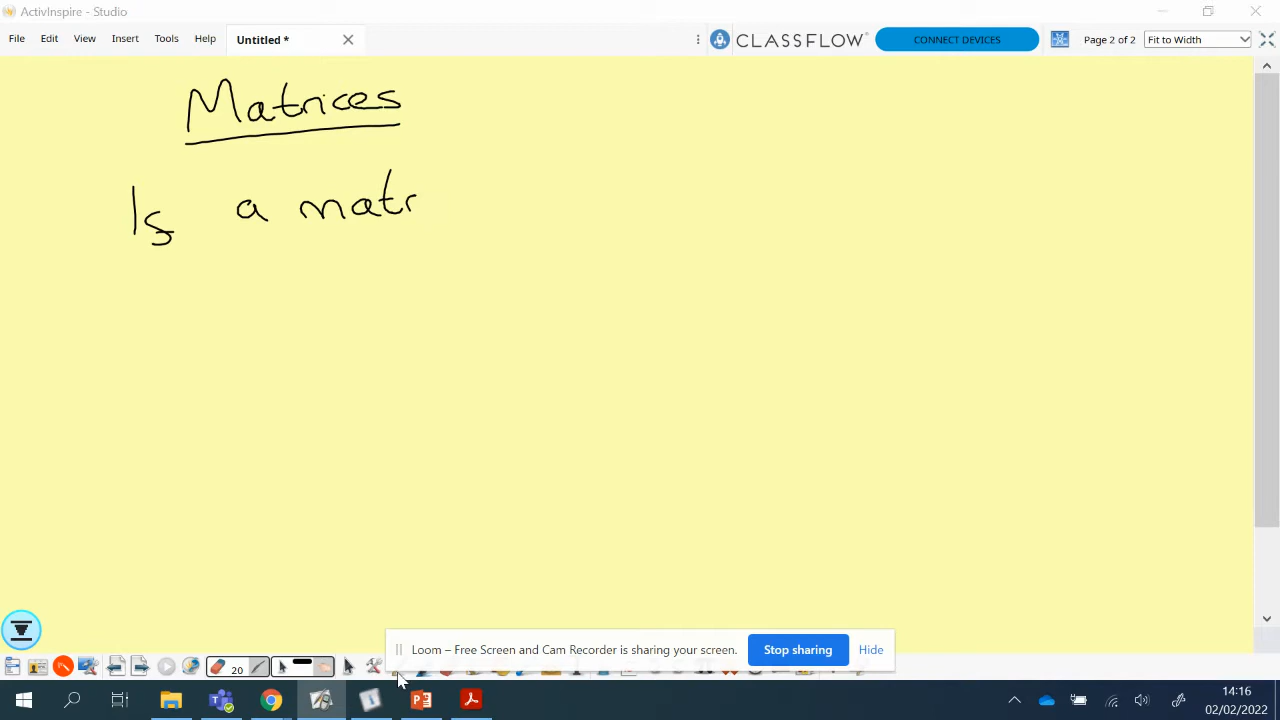 ActivInspire - Studio
File Edit View Insert Tools Help Untitled * CLASSFLOW CONNECT DEVICES Page 2 of 2 Fit to Width
Matrices
Is a matr
Loom – Free Screen and Cam Recorder is sharing your screen. Stop sharing Hide
20
14:16
02/02/2022